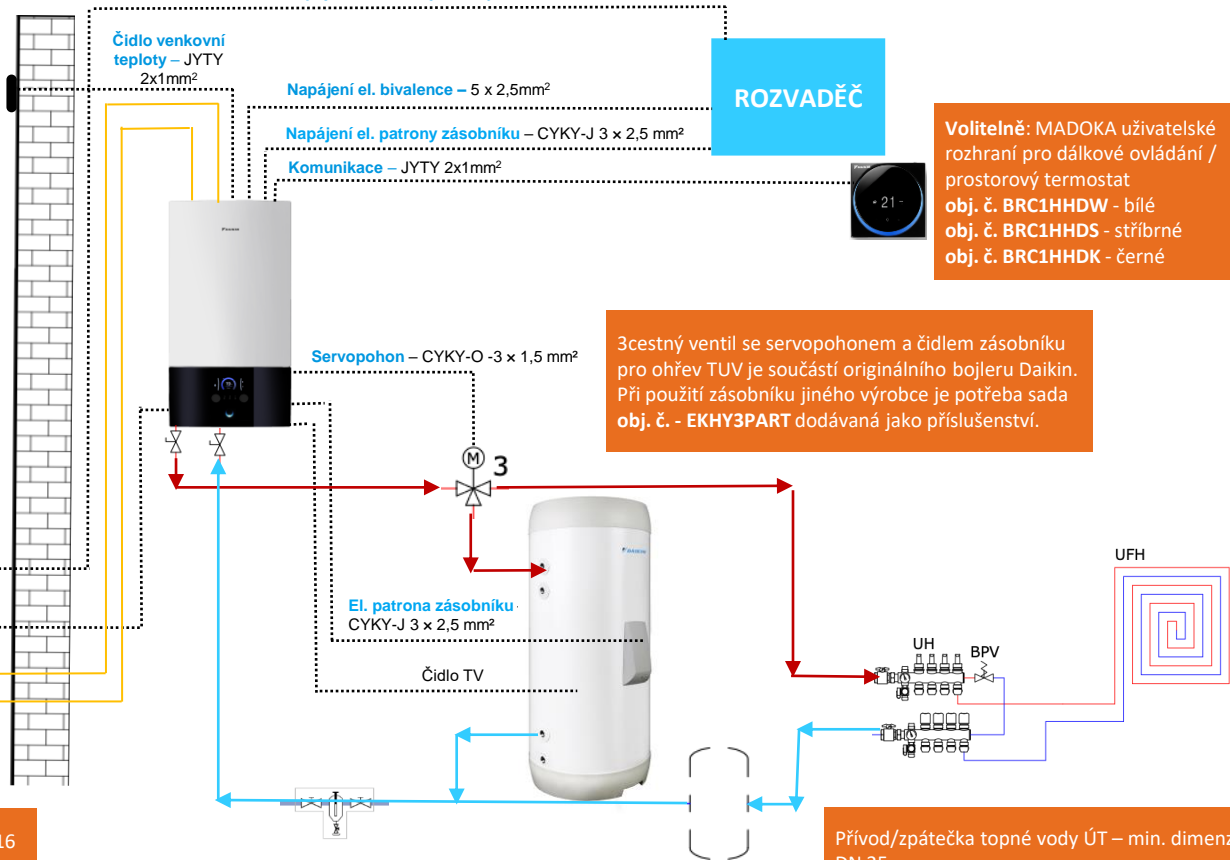 Čidlo venkovní
teploty – JYTY
2x1mm²
Napájení el. bivalence – 5 x 2,5mm²
ROZVADĚČ
Napájení el. patrony zásobníku – CYKY-J 3 × 2,5 mm²
Komunikace – JYTY 2x1mm²
Volitelně: MADOKA uživatelské
rozhraní pro dálkové ovládání /
prostorový termostat
obj. č. BRC1HHDW - bílé
obj. č. BRC1HHDS - stříbrné
obj. č. BRC1HHDK - černé
21
Servopohon – CYKY-O -3 × 1,5 mm²
3cestný ventil se servopohonem a čidlem zásobníku
pro ohřev TUV je součástí originálního bojleru Daikin.
Při použití zásobníku jiného výrobce je potřeba sada
obj. č. - EKHY3PART dodávaná jako příslušenství.
M
3
DAIKIN
UFH
El. patrona zásobníku
CYKY-J 3 × 2,5 mm²
Čidlo TV
UH
BPV
16
Přívod/zpátečka topné vody ÚT – min. dimenz